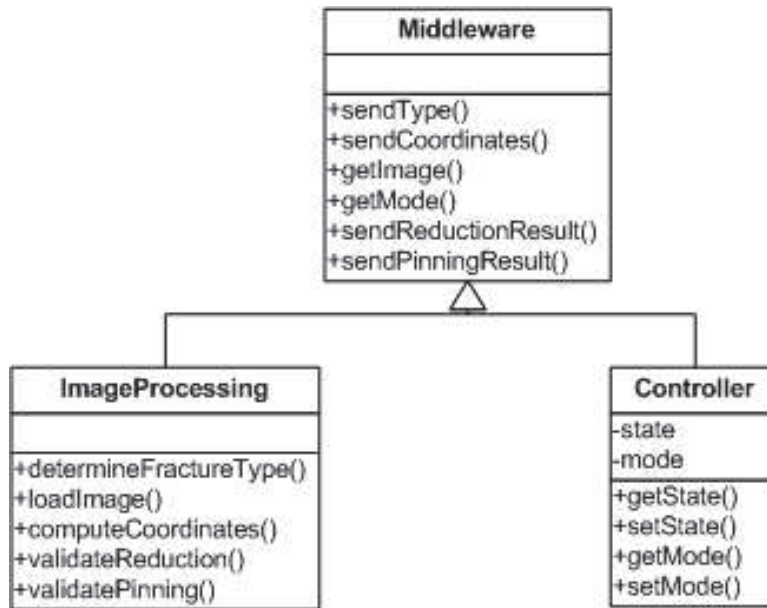 Middleware
+sendType()
+sendCoordinates()
+getImage()
+getMode()
+sendReductionResult()
+sendPinningResult()
ImageProcessing
+determineFractureType()
+loadImage()
+computeCoordinates()
+validateReduction()
+validatePinning()
Controller
-state
-mode
+getState()
+setState()
+getMode()
+setMode()